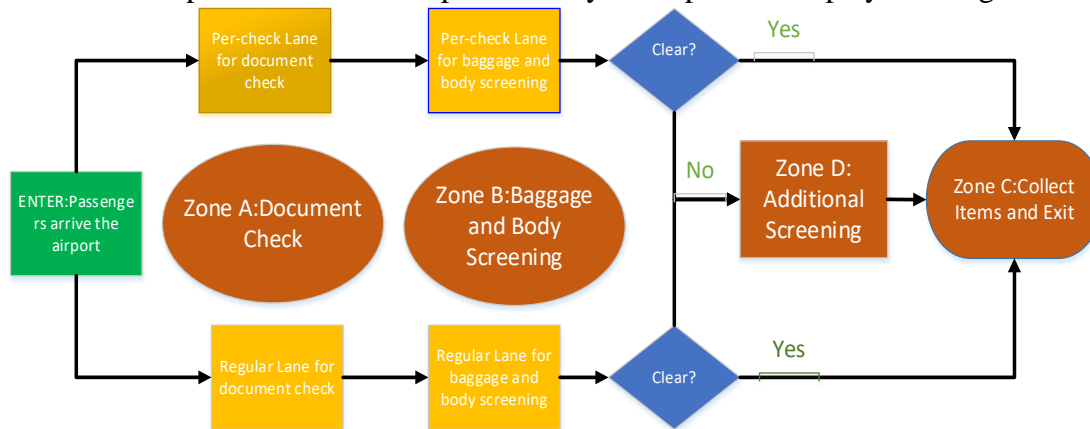 Per-check Lane
for document
check
Per-check Lane
for baggage and
body screening
Clear?
Yes
ENTER:Passenge
rs arrive the
airport
Zone A:Document
Check
Zone B:Baggage
and Body
Screening
No
Zone D:
Additional
Screening
Zone C:Collect
Items and Exit
Regular Lane for
document check
Regular Lane for
baggage and
body screening
Clear?
Yes